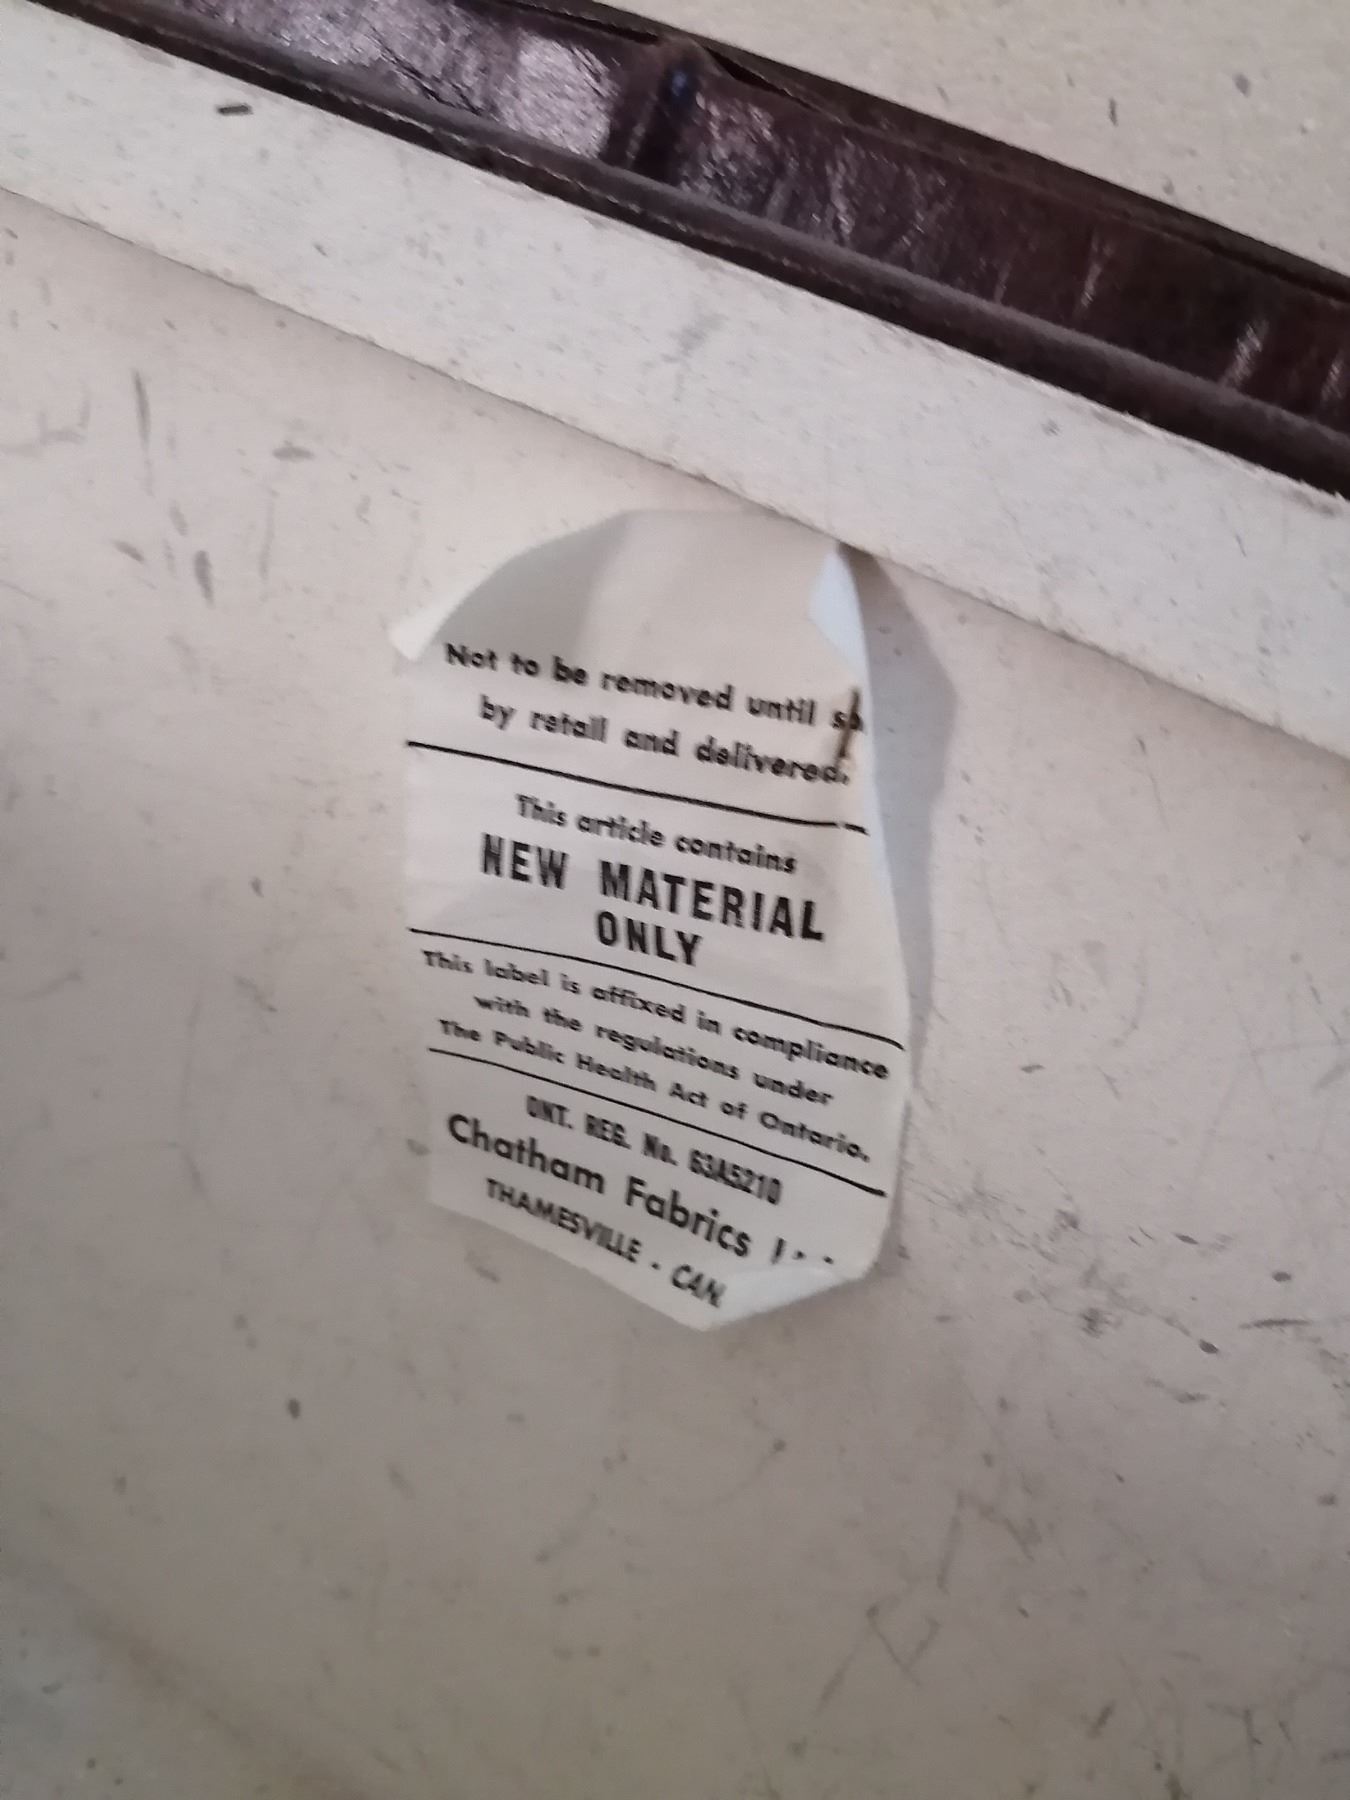 Not to be removed until so
by retail and delivered.
This article contains
NEW MATERIAL
ONLY
This label is affixed in compliance
with the regulations under
The Public Health Act of Ontario.
ONT. REG. No. 63A5210
Chatham Fabrics
THAMESVILLE - CAN